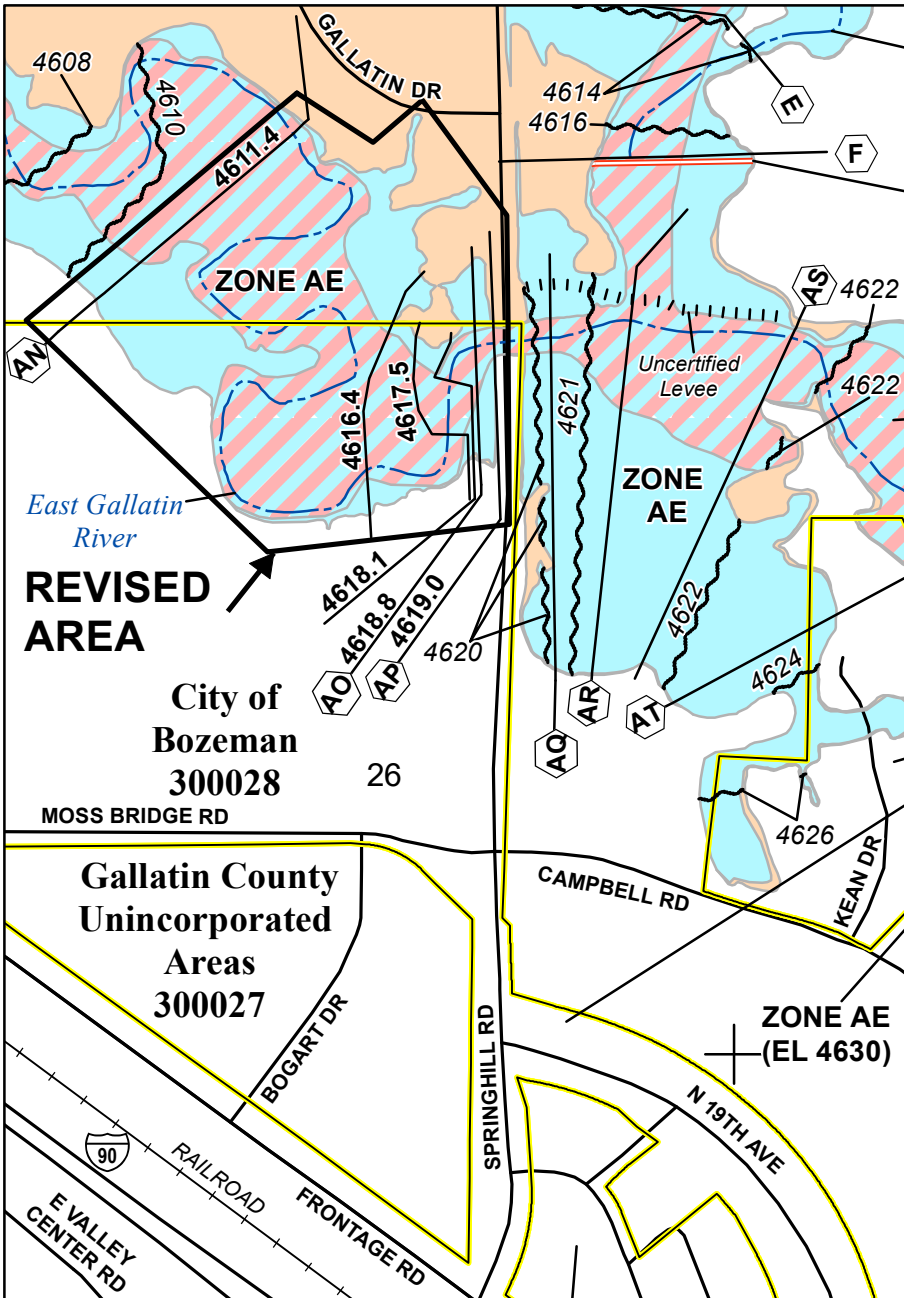 GALLATIN DR
4608
4610
4611.4
4614
4616
E
F
ZONE AE
AS
4622
AN
Uncertified
Levee
4622
4616.4
4617.5
4621
ZONE
AE
East Gallatin
River
REVISED
AREA
4618.1
4618.8
4619.0
4620
4622
4624
AO
AP
AQ
AR
AT
City of
Bozeman
300028
26
4626
MOSS BRIDGE RD
CAMPBELL RD
KEAN DR
Gallatin County
Unincorporated
Areas
300027
BOGART DR
SPRINGHILL RD
ZONE AE
(EL 4630)
N 19TH AVE
90
RAILROAD
FRONTAGE RD
E VALLEY
CENTER RD